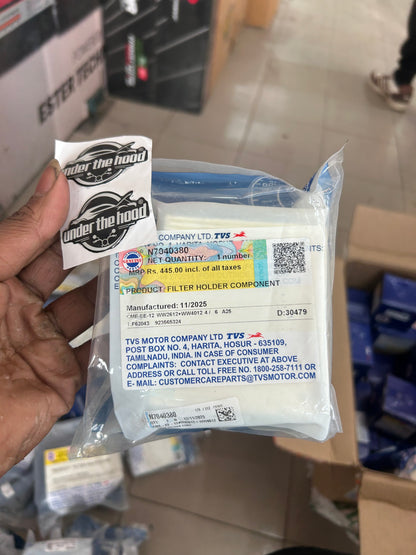 ESTER TECH
under the hood
under the hood
COMPANY LTD. TVS
N7040380
NET QUANTITY: 1 number
MRP Rs. 445.00 incl. of all taxes
PRODUCT: FILTER HOLDER COMPONENT
Manufactured: 11/2025
D:30479
TVS MOTOR COMPANY LTD TVS
POST BOX NO. 4, HARITA, HOSUR - 635109,
TAMILNADU, INDIA. IN CASE OF CONSUMER
COMPLAINTS: CONTACT EXECUTIVE AT ABOVE
ADDRESS OR CALL TOLL FREE NO. 1800-258-7111 OR
E- MAIL: CUSTOMERCAREPARTS@TVSMOTOR.COM
N7040380